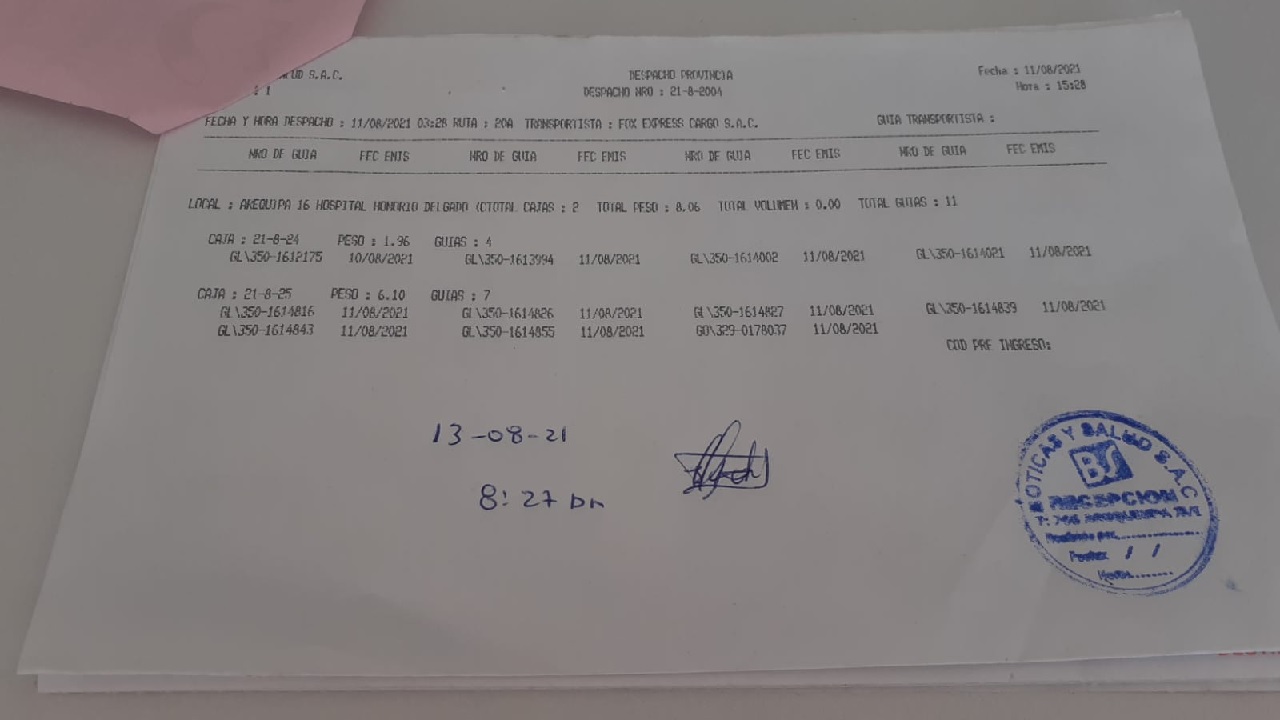 UD S.A.C. DESPACHO PROVINCIA Fecha : 11/08/2021
: 1 DESPACHO NRO : 21-8-2004 Hora : 15:28
FECHA Y HORA DESPACHO : 11/08/2021 03:28 RUTA : 20A TRANSPORTISTA : FOX EXPRESS CARGO S.A.C. GUIA TRANSPORTISTA :
NRO DE GUIA FEC EMIS NRO DE GUIA FEC EMIS NRO DE GUIA FEC EMIS NRO DE GUIA FEC EMIS
LOCAL : AREQUIPA 16 HOSPITAL HONORIO DELGADO (CTOTAL CAJAS : 2 TOTAL PESO : 8.06 TOTAL VOLUMEN : 0.00 TOTAL GUIAS : 11
CAJA : 21-8-24 PESO : 1.96 GUIAS : 4
GL\350-1612175 10/08/2021 GL\350-1613994 11/08/2021 GL\350-1614002 11/08/2021 GL\350-1614021 11/08/2021
CAJA : 21-8-25 PESO : 6.10 GUIAS : 7
GL\350-1614816 11/08/2021 GL\350-1614826 11/08/2021 GL\350-1614827 11/08/2021 GL\350-1614839 11/08/2021
GL\350-1614843 11/08/2021 GL\350-1614855 11/08/2021 GO\329-0178037 11/08/2021
COD PRF INGRESO:
13-08-21
8:27
BOTICAS Y SALUD S.A.C
BS
RECEPCION
Fecha: / /
Hora: